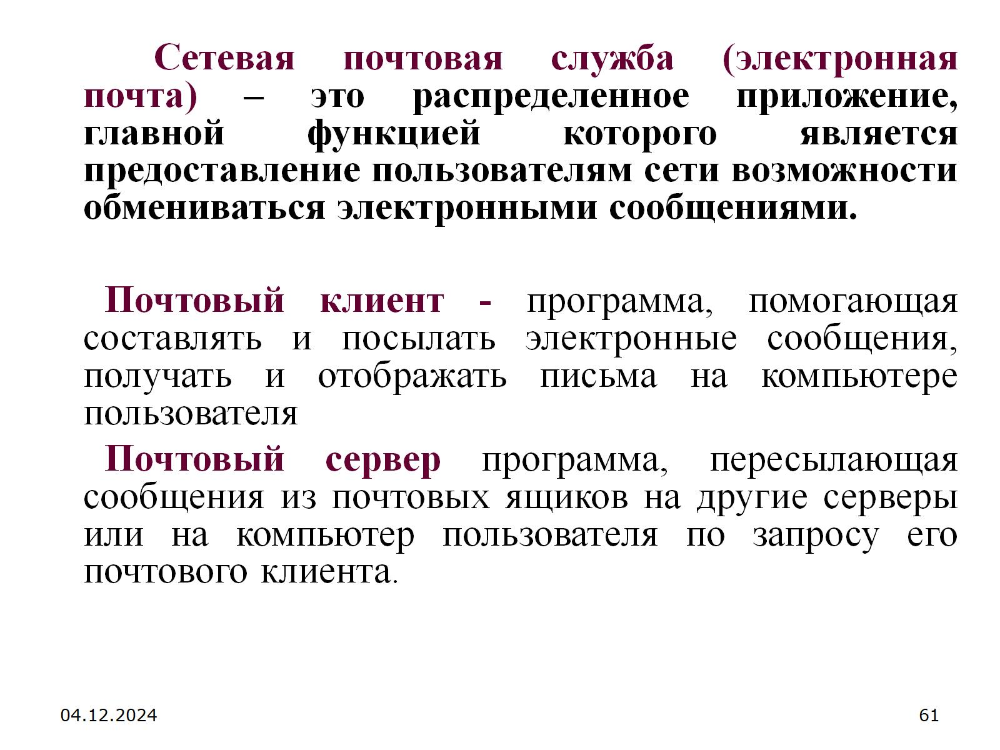 Сетевая почтовая служба (электронная
почта) – это распределенное приложение,
главной функцией которого является
предоставление пользователям сети возможности
обмениваться электронными сообщениями.
Почтовый клиент - программа, помогающая
составлять и посылать электронные сообщения,
получать и отображать письма на компьютере
пользователя
Почтовый сервер программа, пересылающая
сообщения из почтовых ящиков на другие серверы
или на компьютер пользователя по запросу его
почтового клиента.
04.12.2024
61